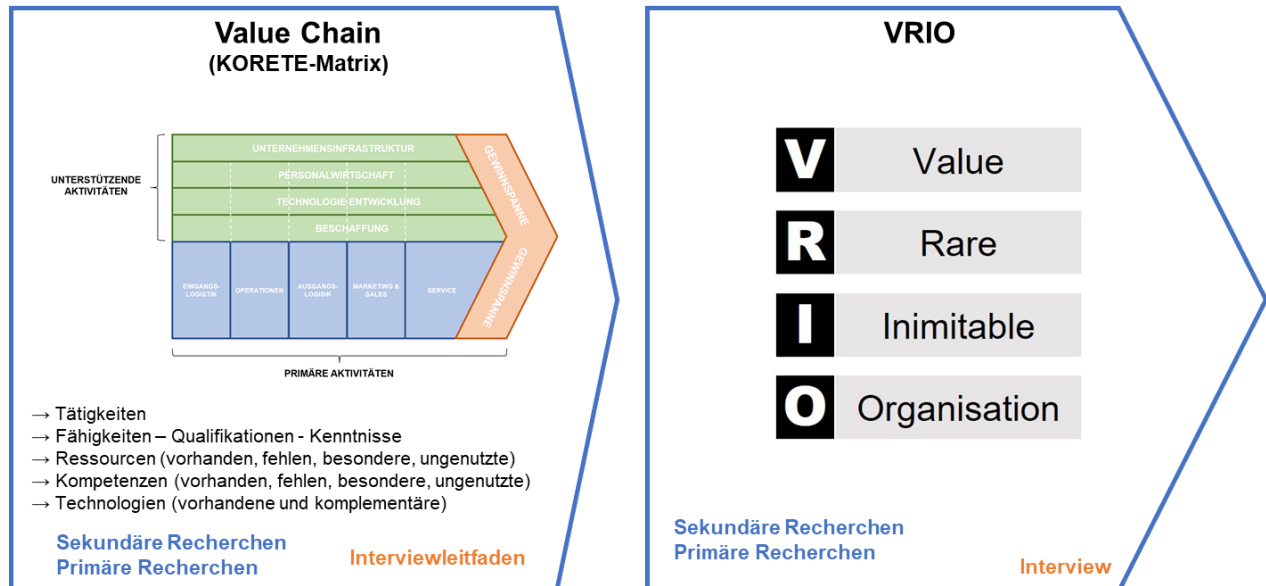 Value Chain
(KORETE-Matrix)
UNTERSTÜTZENDE
AKTIVITÄTEN
UNTERNEHMENSINFRASTRUKTUR
PERSONALWIRTSCHAFT
TECHNOLOGIE-ENTWICKLUNG
BESCHAFFUNG
EINGANGS-
LOGISTIK
OPERATIONEN
AUSGANGS-
LOGISIK
MARKETING &
SALES
SERVICE
GEWINNSPANNE
GEWINNSPANNE
PRIMÄRE AKTIVITÄTEN
→ Tätigkeiten
→ Fähigkeiten – Qualifikationen - Kenntnisse
→ Ressourcen (vorhanden, fehlen, besondere, ungenutzte)
→ Kompetenzen (vorhanden, fehlen, besondere, ungenutzte)
→ Technologien (vorhandene und komplementäre)
Sekundäre Recherchen
Primäre Recherchen
Interviewleitfaden
VRIO
V Value
R Rare
I Inimitable
O Organisation
Sekundäre Recherchen
Primäre Recherchen
Interview